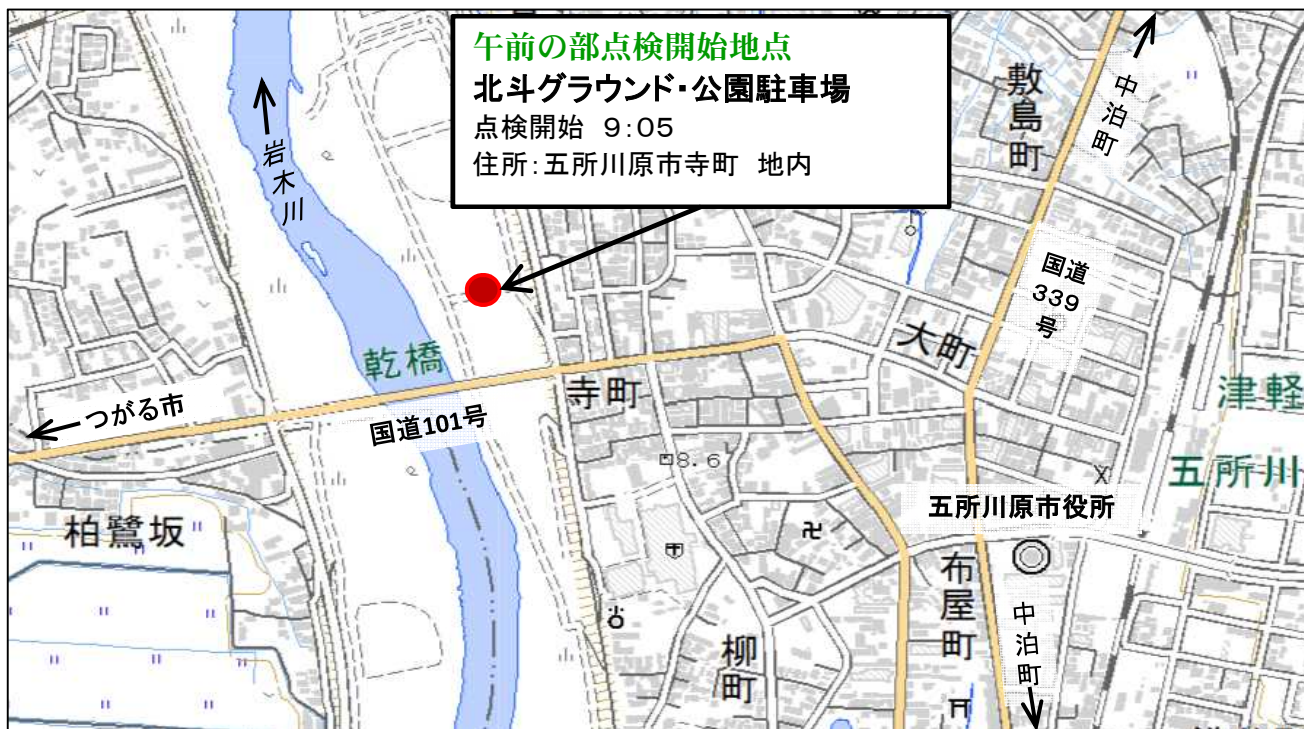 午前の部点検開始地点
北斗グラウンド・公園駐車場
点検開始 9:05
住所:五所川原市寺町 地内
岩木川
敷島町
中泊町
国道
339
号
乾橋
大町
つがる市
国道101号
寺町
津軽
8.6
五所川
五所川原市役所
柏鷺坂
布屋町
中泊町
柳町